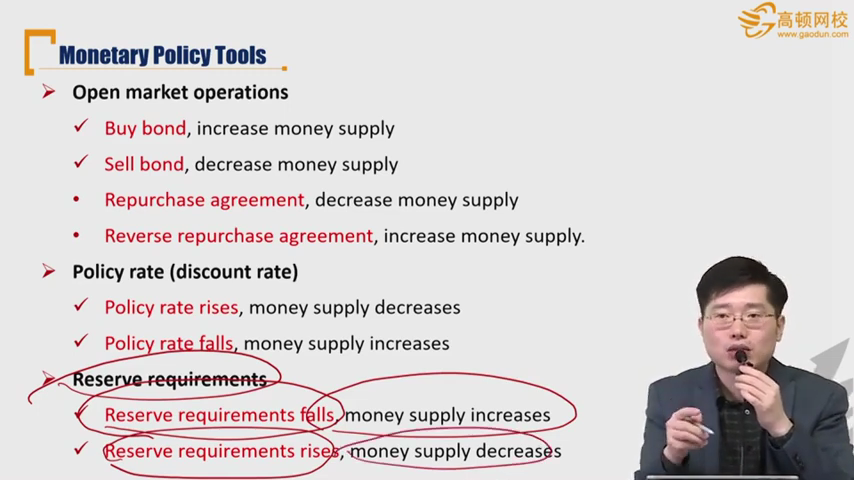 高顿网校
www.gaodun.com
Monetary Policy Tools
Open market operations
Buy bond, increase money supply
Sell bond, decrease money supply
Repurchase agreement, decrease money supply
Reverse repurchase agreement, increase money supply.
Policy rate (discount rate)
Policy rate rises, money supply decreases
Policy rate falls, money supply increases
Reserve requirements
Reserve requirements falls, money supply increases
Reserve requirements rises, money supply decreases